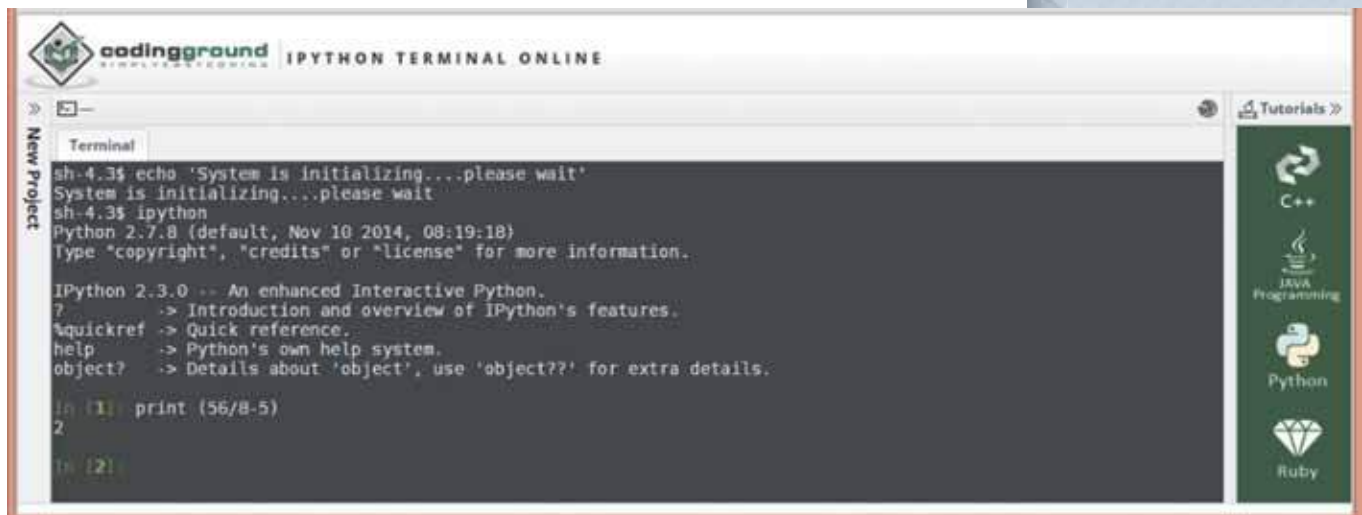 codingground
SIMPLYEASYCODING
IPYTHON TERMINAL ONLINE
Tutorials »
New Project
Terminal
sh-4.3$ echo 'System is initializing....please wait'
System is initializing....please wait
sh-4.3$ ipython
Python 2.7.8 (default, Nov 10 2014, 08:19:18)
Type "copyright", "credits" or "license" for more information.
IPython 2.3.0 -- An enhanced Interactive Python.
?         -> Introduction and overview of IPython's features.
%quickref -> Quick reference.
help      -> Python's own help system.
object?   -> Details about 'object', use 'object??' for extra details.
In [1]: print (56/8-5)
2
In [2]:
C++
JAVA
Programming
Python
Ruby